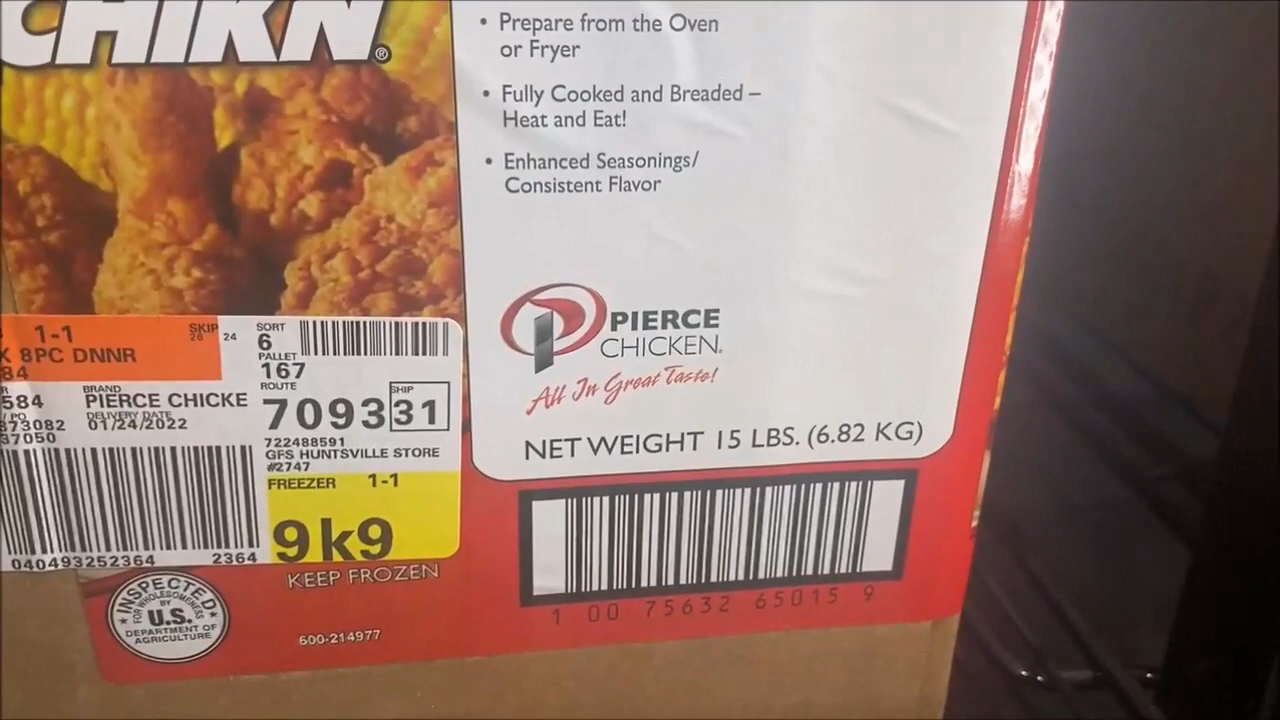 CHIKN®
• Prepare from the Oven
or Fryer
• Fully Cooked and Breaded –
Heat and Eat!
• Enhanced Seasonings/
Consistent Flavor
PIERCE
CHICKEN®
All In Great Taste!
NET WEIGHT 15 LBS. (6.82 KG)
1 00 75632 65015 9
1-1
SKIP
26 24
X 8PC DNNR
84
SORT
6
PALLET
167
ROUTE
7093
SHIP
31
584
BRAND
PIERCE CHICKE
DELIVERY DATE
01/24/2022
PO
373082
37050
722488591
GFS HUNTSVILLE STORE
#2747
FREEZER 1-1
9k9
040493252364 2364
KEEP FROZEN
INSPECTED
FOR WHOLESOMENESS
BY
U.S.
DEPARTMENT OF
AGRICULTURE
600-214977